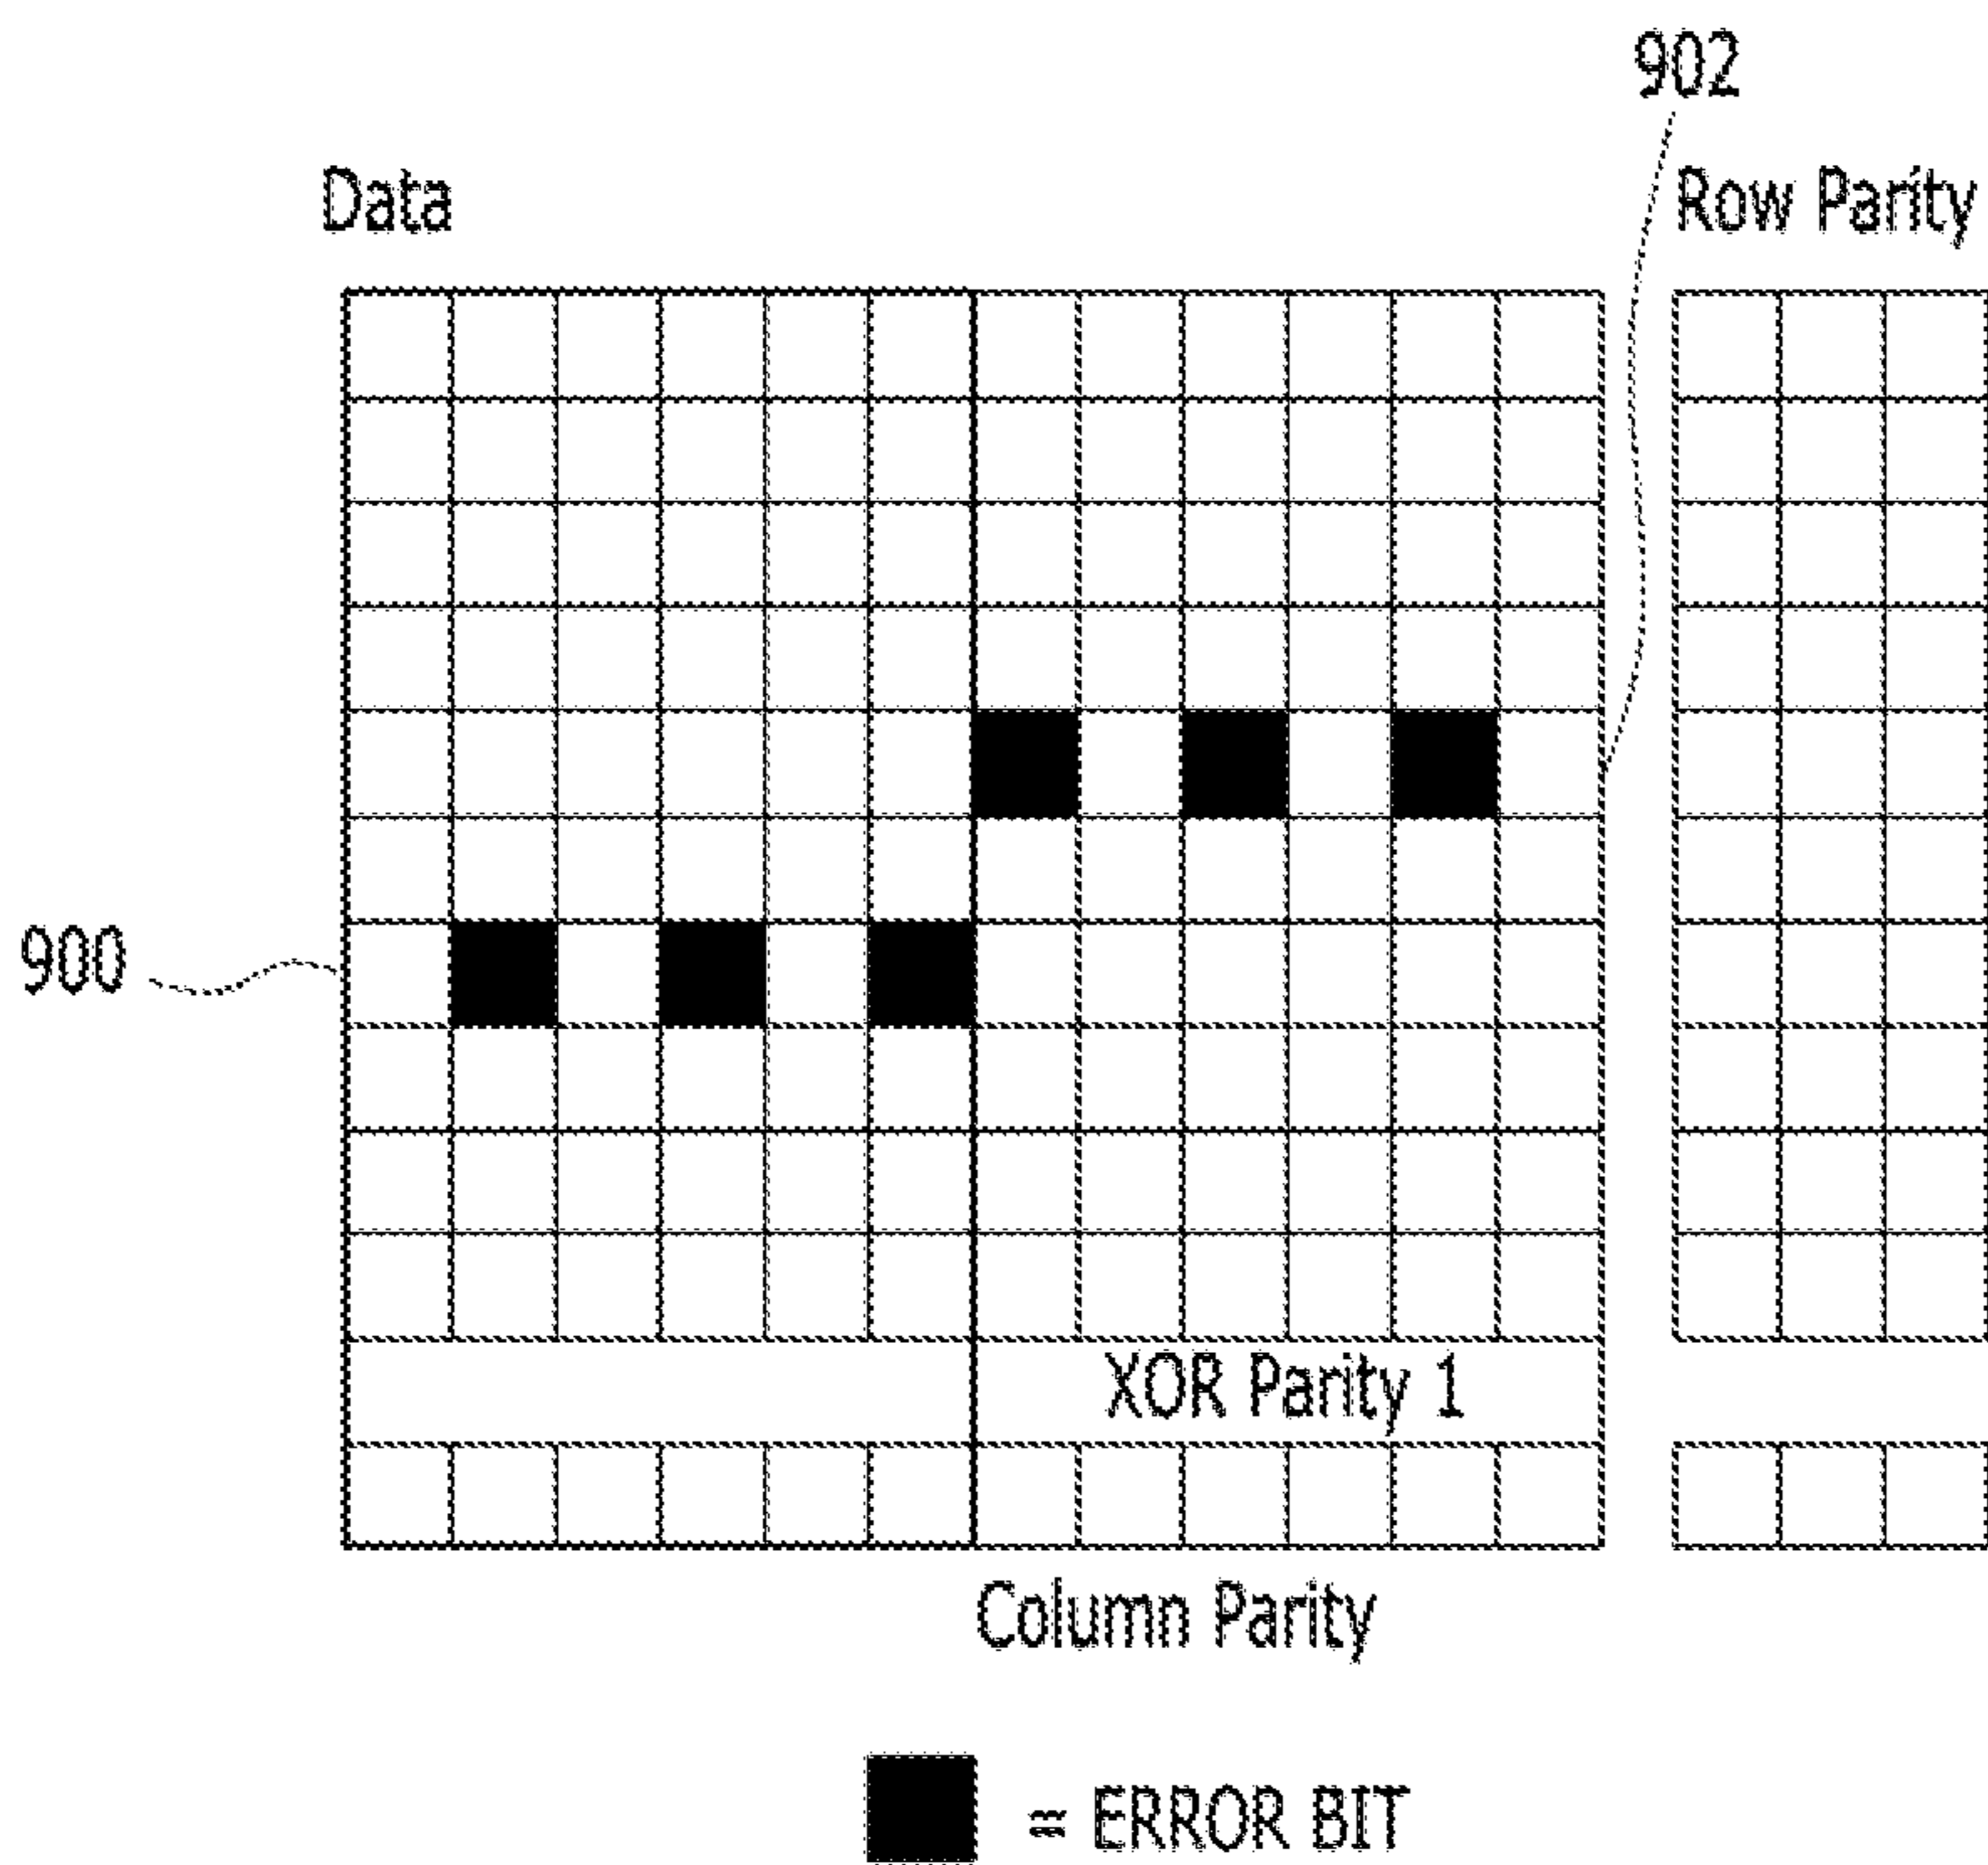 902
Data
Row Parity
900
XOR Parity 1
Column Parity
= ERROR BIT